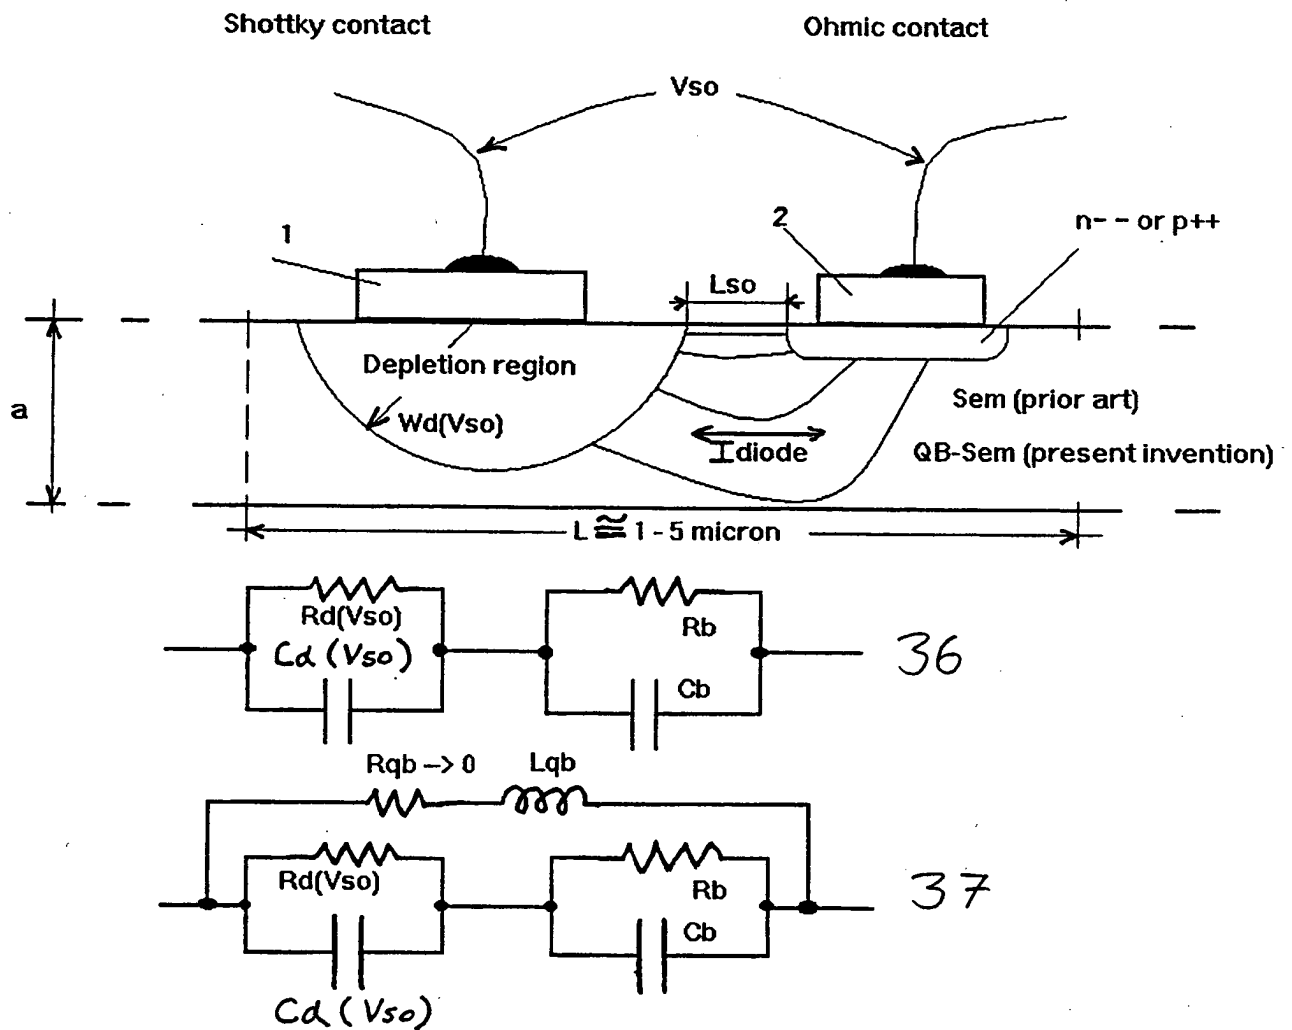 Shottky contact
Ohmic contact
Vso
1
2
n- - or p++
Lso
a
Depletion region
Wd(Vso)
Sem (prior art)
Idiode
QB-Sem (present invention)
L ≅ 1 - 5 micron
Rd(Vso)
Cd (Vso)
Rb
Cb
36
Rqb -> 0
Lqb
Rd(Vso)
Rb
Cb
37
Cd (Vso)